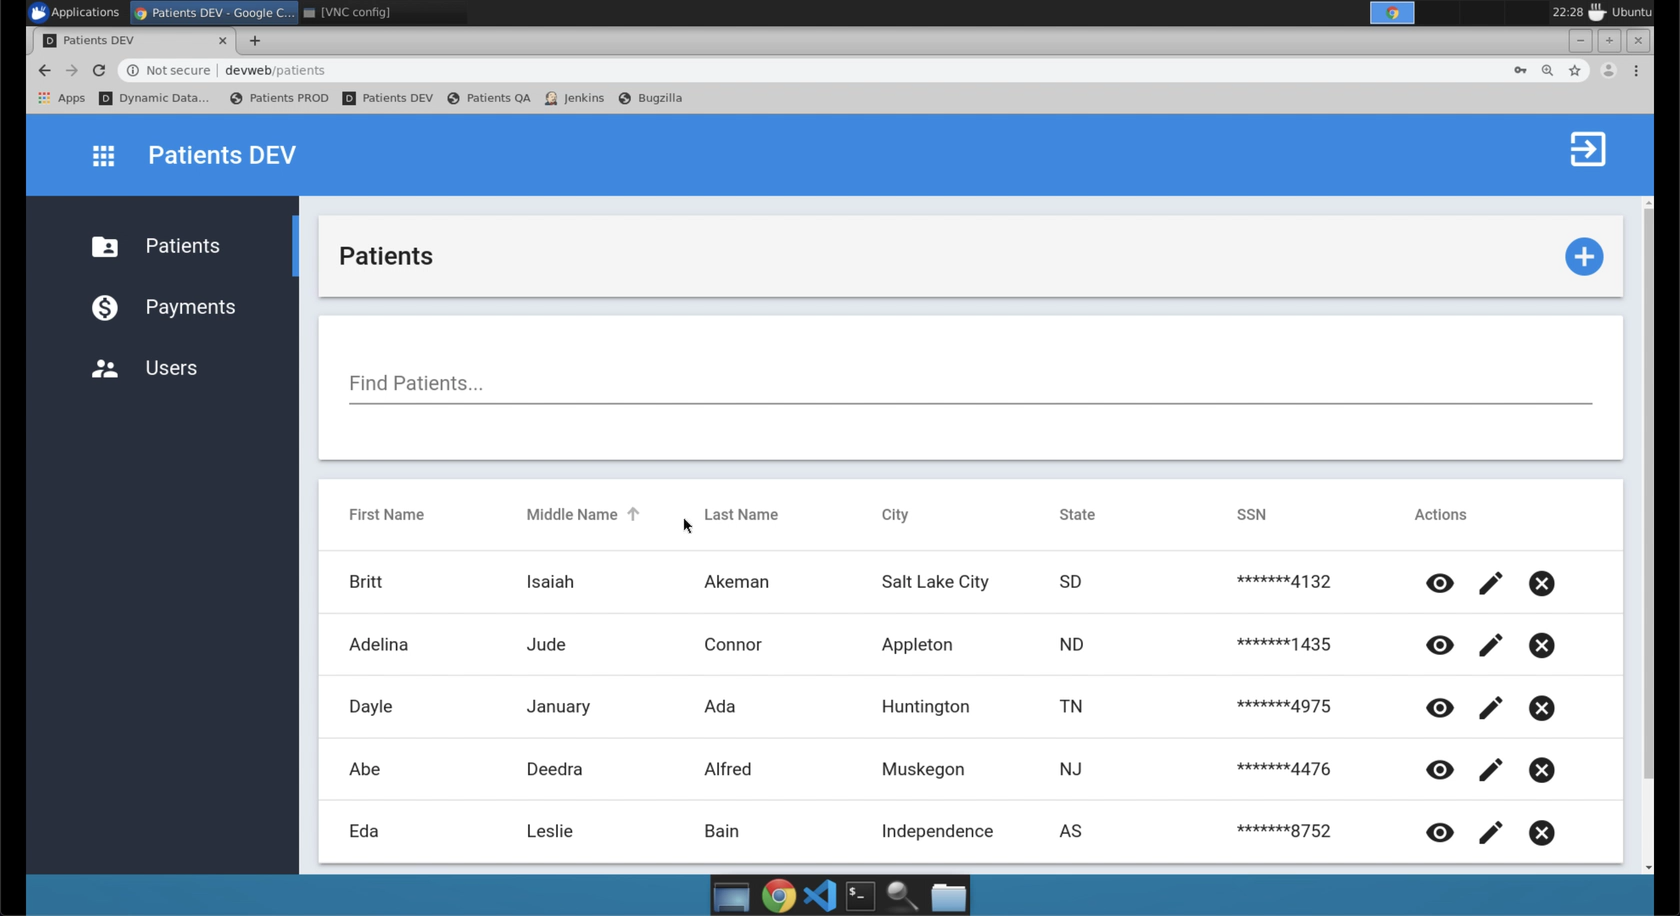 Applications Patients DEV - Google C... [VNC config] 22:28 Ubuntu
Patients DEV
Not secure devweb/patients
Apps Dynamic Data... Patients PROD Patients DEV Patients QA Jenkins Bugzilla
Patients DEV
Patients
Payments
Users
Patients
Find Patients...
First Name Middle Name Last Name City State SSN Actions
Britt Isaiah Akeman Salt Lake City SD *******4132
Adelina Jude Connor Appleton ND *******1435
Dayle January Ada Huntington TN *******4975
Abe Deedra Alfred Muskegon NJ *******4476
Eda Leslie Bain Independence AS *******8752